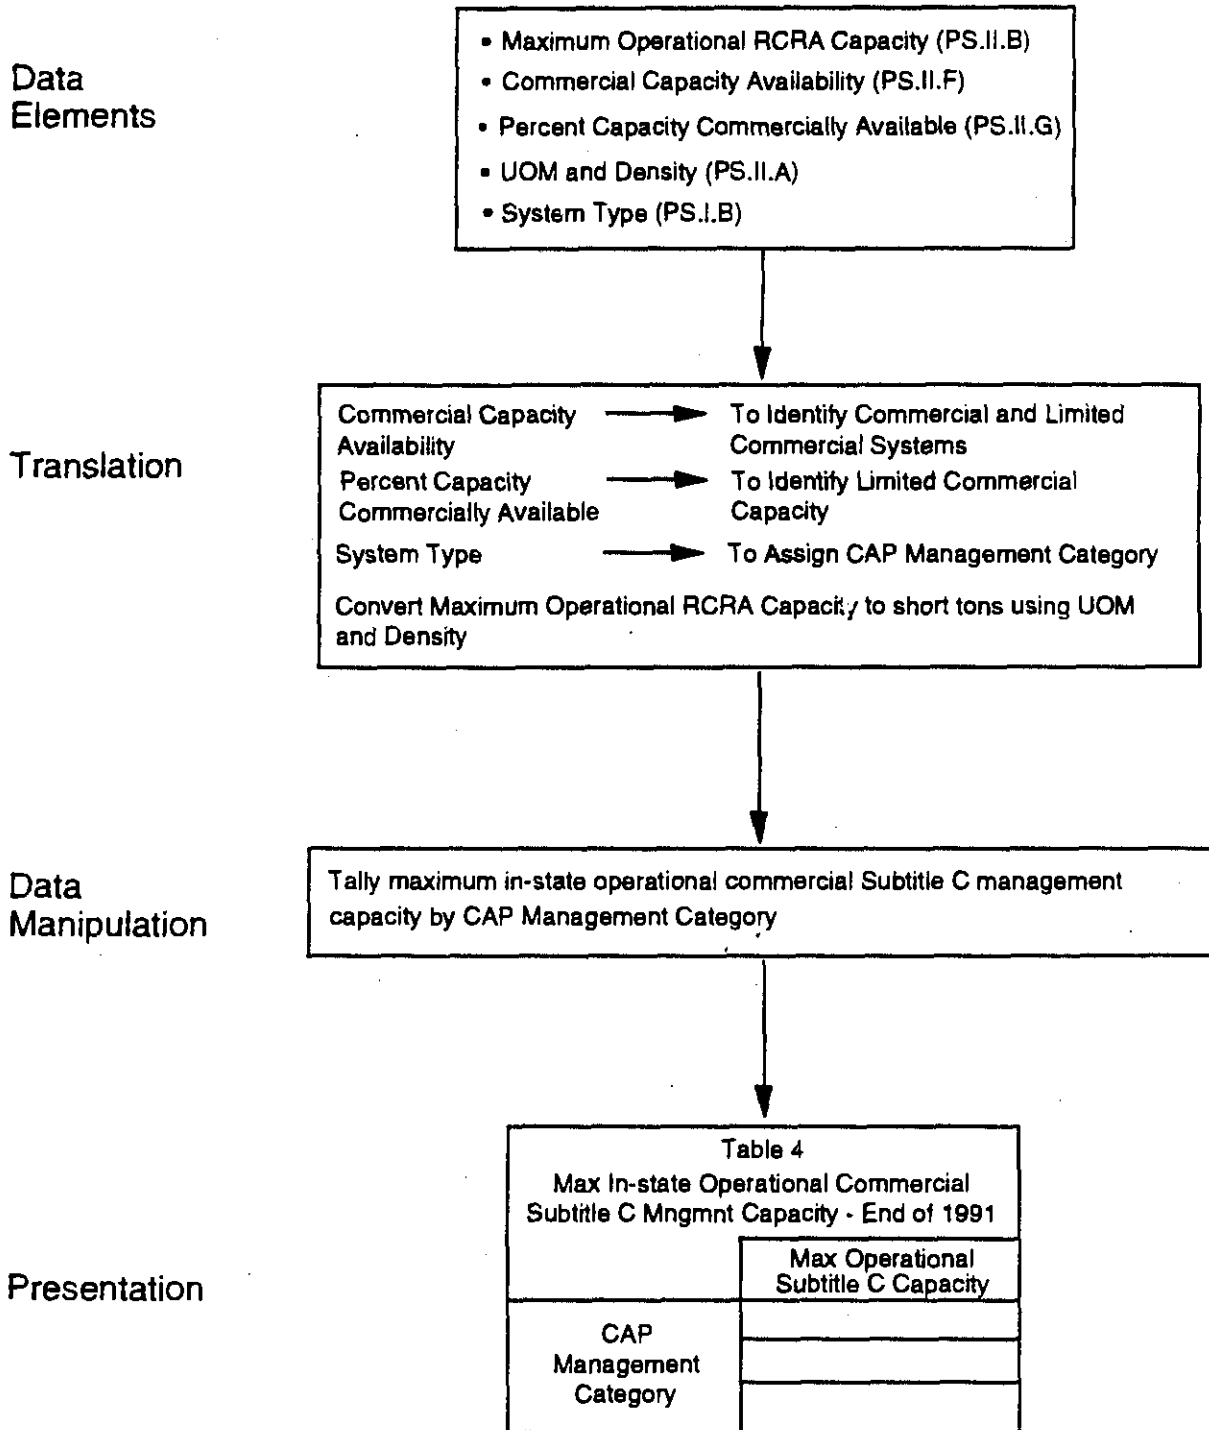 Data
Elements
• Maximum Operational RCRA Capacity (PS.II.B)
• Commercial Capacity Availability (PS.II.F)
• Percent Capacity Commercially Available (PS.II.G)
• UOM and Density (PS.II.A)
• System Type (PS.I.B)
Translation
Commercial Capacity
Availability
To Identify Commercial and Limited
Commercial Systems
Percent Capacity
Commercially Available
To Identify Limited Commercial
Capacity
System Type
To Assign CAP Management Category
Convert Maximum Operational RCRA Capacity to short tons using UOM
and Density
Data
Manipulation
Tally maximum in-state operational commercial Subtitle C management
capacity by CAP Management Category
Presentation
Table 4
Max In-state Operational Commercial
Subtitle C Mngmnt Capacity - End of 1991
Max Operational
Subtitle C Capacity
CAP
Management
Category